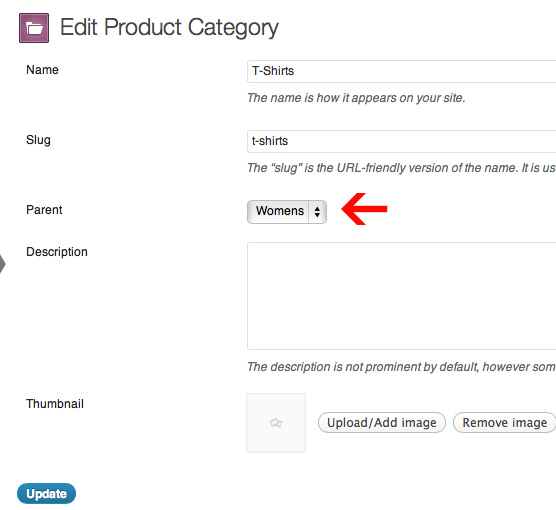 Edit Product Category
Name
T-Shirts
The name is how it appears on your site.
Slug
t-shirts
The “slug” is the URL-friendly version of the name. It is us
Parent
Womens
Description
The description is not prominent by default, however som
Thumbnail
Upload/Add image
Remove image
Update